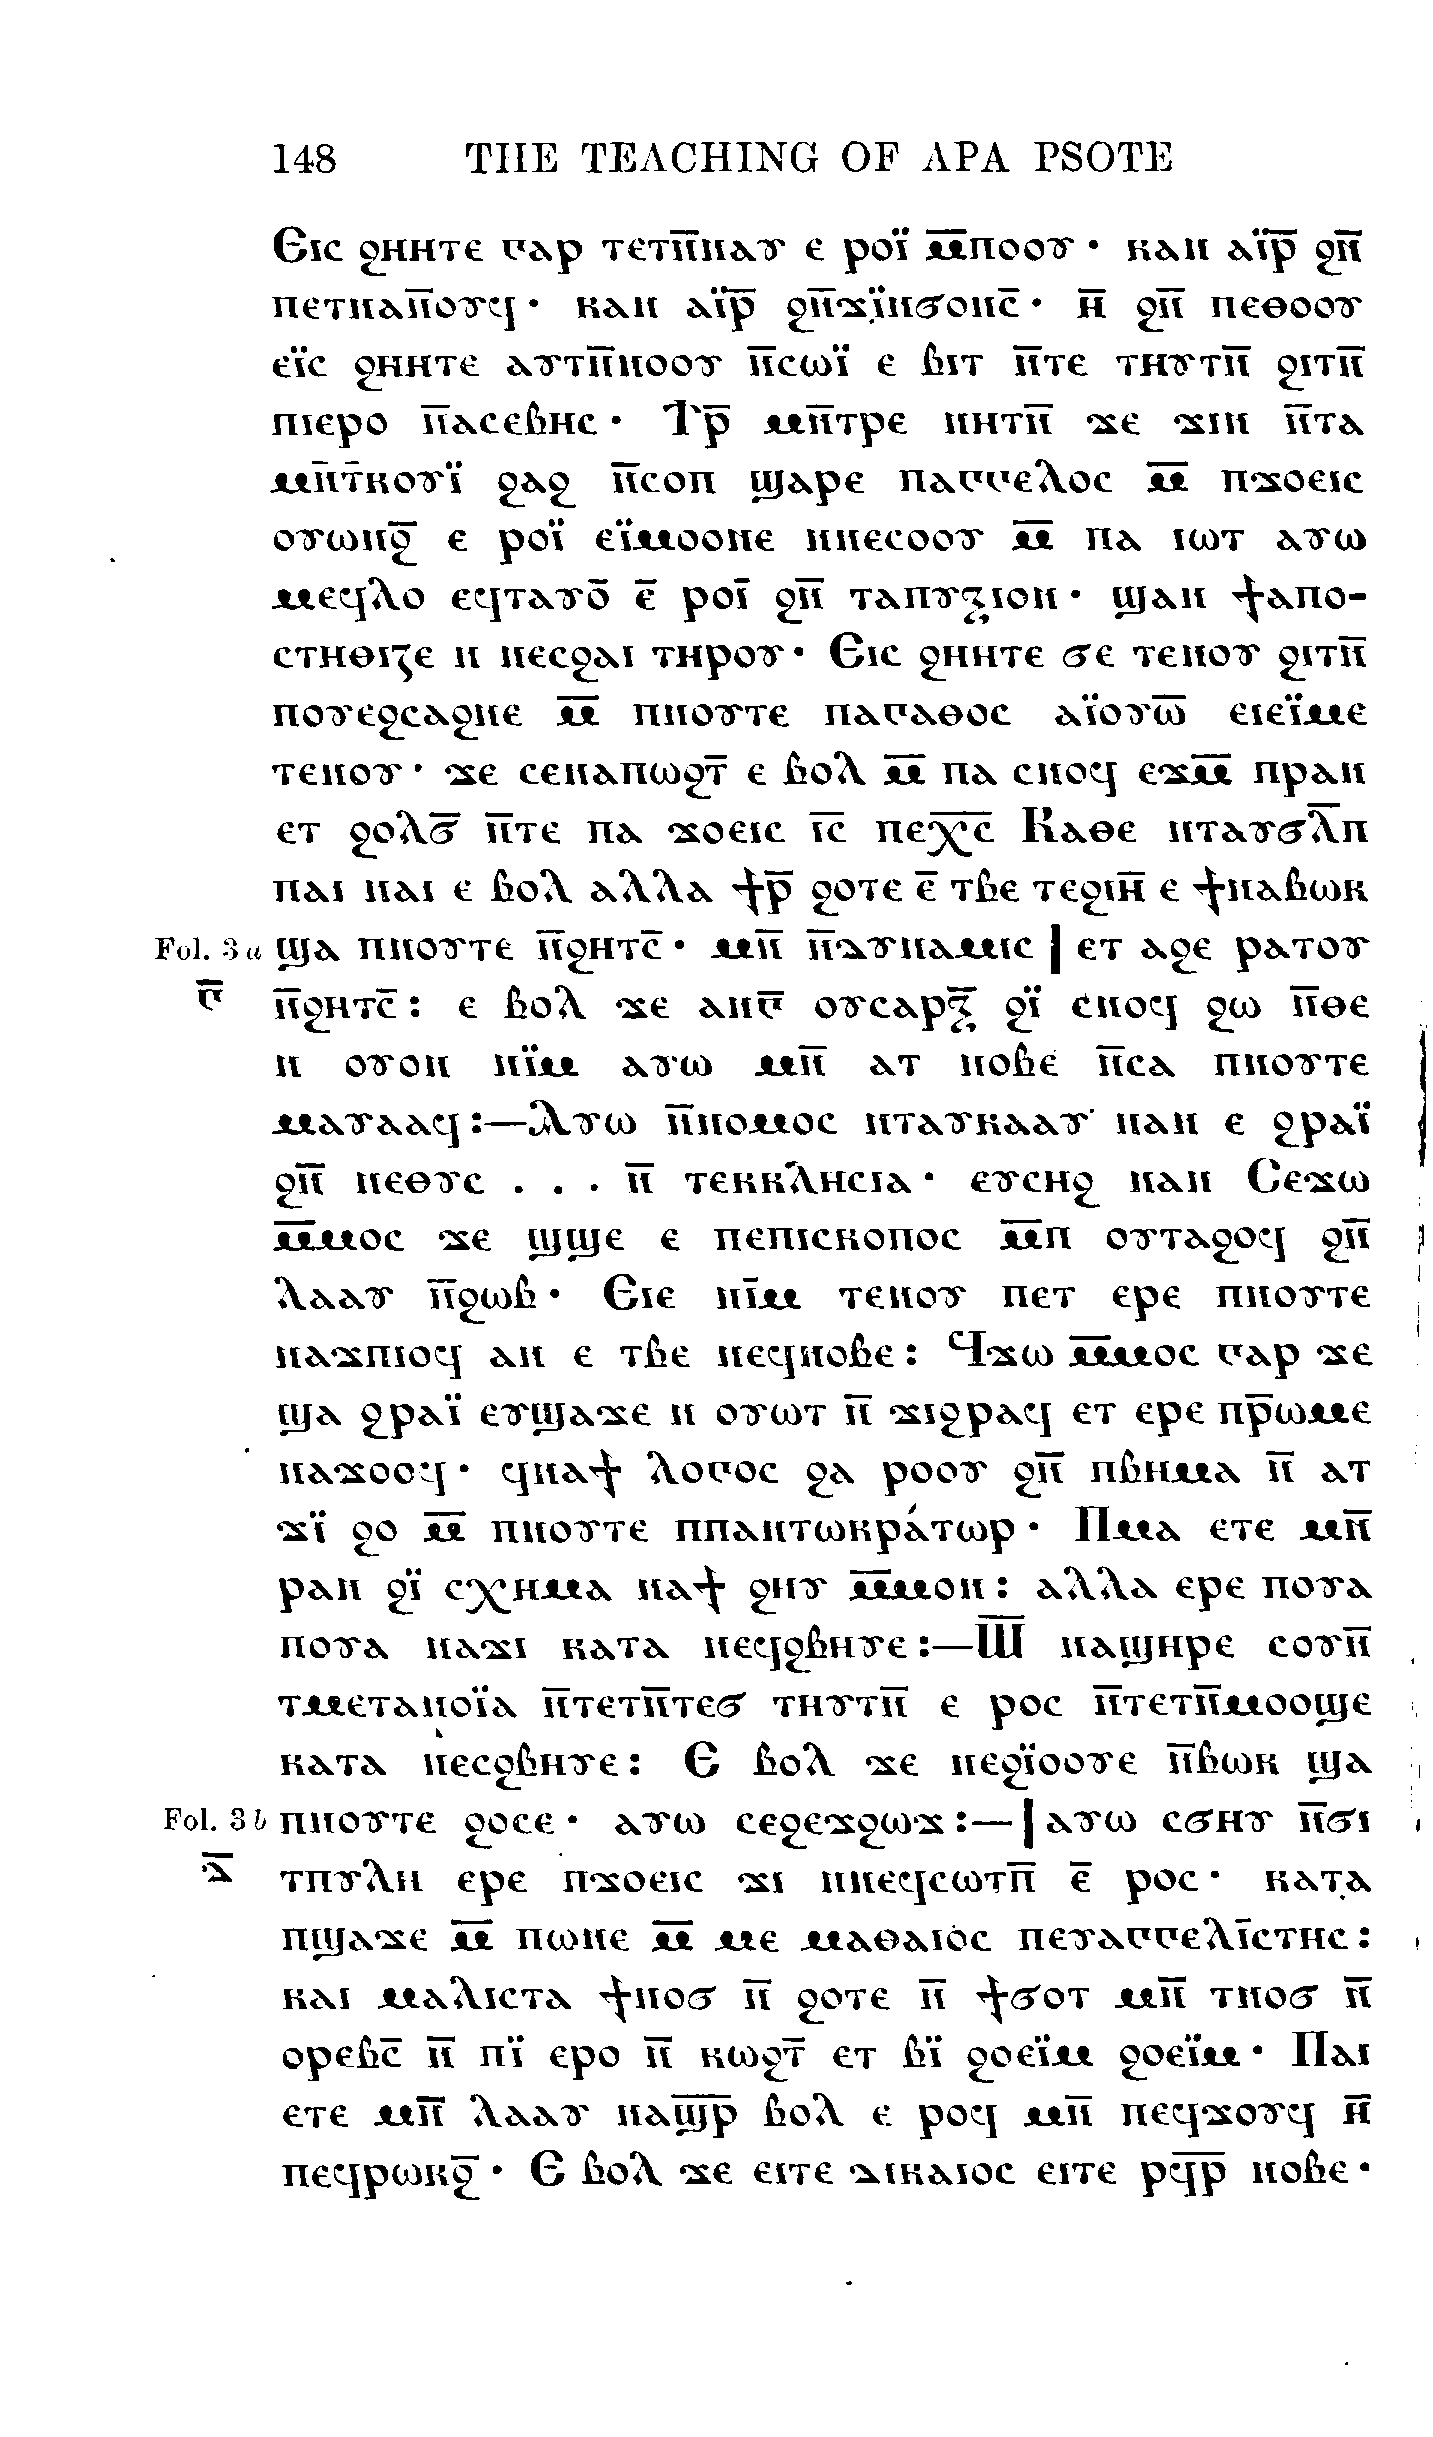 148 THE TEACHING OF APA PSOTE
Ⲉⲓⲥ ϩⲏⲏⲧⲉ ⲅⲁⲣ ⲧⲉⲧⲛ̅ⲛⲁⲩ ⲉ ⲣⲟⲓ̈ ⲙ̅ⲡⲟⲟⲩ · ⲕⲁⲛ ⲁⲓ̈ⲣ̅ ϩⲛ̅
ⲡⲉⲧⲛⲁⲛ̅ⲟⲩϥ · ⲕⲁⲛ ⲁⲓ̈ⲣ̅ ϩⲛ̅ϫⲓ̈ⲛϭⲟⲛⲥ̅ · ⲏ̅ ϩⲛ̅ ⲡⲉⲑⲟⲟⲩ
ⲉⲓ̈ⲥ ϩⲏⲏⲧⲉ ⲁⲩⲧⲛ̅ⲛⲟⲟⲩ ⲛ̅ⲥⲱⲓ̈ ⲉ ⲃⲓⲧ ⲛ̅ⲧⲉ ⲧⲏⲩⲧⲛ̅ ϩⲓⲧⲛ̅
ⲡⲓⲉⲣⲟ ⲛ̅ⲁⲥⲉⲃⲏⲥ · Ϯⲣ̅ ⲙⲛ̅ⲧⲣⲉ ⲛⲏⲧⲛ̅ ϫⲉ ϫⲓⲛ ⲛ̅ⲧⲁ
ⲙⲛ̅ⲧ̅ⲕⲟⲩⲓ̈ ϩⲁϩ ⲛ̅ⲥⲟⲡ ϣⲁⲣⲉ ⲡⲁⲅⲅⲉⲗⲟⲥ ⲙ̅ ⲡϫⲟⲉⲓⲥ
ⲟⲩⲱⲛϩ̅ ⲉ ⲣⲟⲓ̈ ⲉⲓ̈ⲙⲟⲟⲛⲉ ⲛⲛⲉⲥⲟⲟⲩ ⲙ̅ ⲡⲁ ⲓⲱⲧ ⲁⲩⲱ
ⲙⲉϥⲗⲟ ⲉϥⲧⲁⲩⲟ̅ ⲉ̅ ⲣⲟⲓ̈ ϩⲛ̅ ⲧⲁⲡⲩⲝⲓⲟⲛ · ϣⲁⲛ ϯⲁⲡⲟ-
ⲥⲧⲏⲑⲓⲍⲉ ⲛ ⲛⲉⲥϩⲁⲓ ⲧⲏⲣⲟⲩ · Ⲉⲓⲥ ϩⲏⲏⲧⲉ ϭⲉ ⲧⲉⲛⲟⲩ ϩⲓⲧⲛ̅
ⲡⲟⲩⲉϩⲥⲁϩⲛⲉ ⲙ̅ ⲡⲛⲟⲩⲧⲉ ⲡⲁⲅⲁⲑⲟⲥ ⲁⲓ̈ⲟⲩⲱ̅ ⲉⲓⲉⲓ̈ⲙⲉ
ⲧⲉⲛⲟⲩ · ϫⲉ ⲥⲉⲛⲁⲡⲱϩⲧ̅ ⲉ ⲃⲟⲗ ⲙ̅ ⲡⲁ ⲥⲛⲟϥ ⲉϫⲙ̅ ⲡⲣⲁⲛ
ⲉⲧ ϩⲟⲗϭ̅ ⲛ̅ⲧⲉ ⲡⲁ ϫⲟⲉⲓⲥ ⲓ̅ⲥ̅ ⲡⲉⲭ̅ⲥ̅ Ⲕⲁⲑⲉ ⲛⲧⲁⲩϭⲗ̅ⲡ
ⲡⲁⲓ ⲛⲁⲓ ⲉ ⲃⲟⲗ ⲁⲗⲗⲁ ϯⲣ̅ ϩⲟⲧⲉ ⲉ̅ ⲧⲃⲉ ⲧⲉϩⲓⲏ̅ ⲉ ϯⲛⲁⲃⲱⲕ
Fol. 3 a ϣⲁ ⲡⲛⲟⲩⲧⲉ ⲛ̅ϩⲏⲧⲥ̅ · ⲙⲛ̅ ⲛ̅ⲇⲩⲛⲁⲙⲓⲥ | ⲉⲧ ⲁϩⲉ ⲣⲁⲧⲟⲩ
ⲅ̅ ⲛ̅ϩⲏⲧⲥ̅ : ⲉ ⲃⲟⲗ ϫⲉ ⲁⲛⲅ̅ ⲟⲩⲥⲁⲣⲝ̅ ϩⲓ̈ ⲥⲛⲟϥ ϩⲱ ⲛ̅ⲑⲉ
ⲛ ⲟⲩⲟⲛ ⲛⲓ̈ⲙ ⲁⲩⲱ ⲙⲛ̅ ⲁⲧ ⲛⲟⲃⲉ ⲛ̅ⲥⲁ ⲡⲛⲟⲩⲧⲉ
ⲙⲁⲩⲁⲁϥ :— Ⲁⲩⲱ ⲛ̅ⲛⲟⲙⲟⲥ ⲛⲧⲁⲩⲕⲁⲁⲩ ⲛⲁⲛ ⲉ ϩⲣⲁⲓ̈
ϩⲛ̅ ⲛⲉⲑⲩⲥ . . . ⲛ̅ ⲧⲉⲕⲕⲗⲏⲥⲓⲁ · ⲉⲩⲥⲏϩ ⲛⲁⲛ Ⲥⲉϫⲱ
ⲙ̅ⲙⲟⲥ ϫⲉ ϣϣⲉ ⲉ ⲡⲉⲡⲓⲥⲕⲟⲡⲟⲥ ⲙ̅ⲡ ⲟⲩⲧⲁϩⲟϥ ϩⲛ̅
ⲗⲁⲁⲩ ⲛ̅ϩⲱⲃ · Ⲉⲓⲉ ⲛⲓ̅ⲙ ⲧⲉⲛⲟⲩ ⲡⲉⲧ ⲉⲣⲉ ⲡⲛⲟⲩⲧⲉ
ⲛⲁϫⲡⲓⲟϥ ⲁⲛ ⲉ ⲧⲃⲉ ⲛⲉϥⲛⲟⲃⲉ : Ϥϫⲱ ⲙ̅ⲙⲟⲥ ⲅⲁⲣ ϫⲉ
ϣⲁ ϩⲣⲁⲓ̈ ⲉⲩϣⲁϫⲉ ⲛ ⲟⲩⲱⲧ ⲛ̅ ϫⲓϩⲣⲁϥ ⲉⲧ ⲉⲣⲉ ⲡⲣ̅ⲱⲙⲉ
ⲛⲁϫⲟⲟϥ · ϥⲛⲁϯ ⲗⲟⲅⲟⲥ ϩⲁ ⲣⲟⲟⲩ ϩⲛ̅ ⲡⲃⲏⲙⲁ ⲛ̅ ⲁⲧ
ϫⲓ̈ ϩⲟ ⲙ̅ ⲡⲛⲟⲩⲧⲉ ⲡⲡⲁⲛⲧⲱⲕⲣⲁ́ⲧⲱⲣ · Ⲡⲙⲁ ⲉⲧⲉ ⲙⲛ̅
ⲣⲁⲛ ϩⲓ̈ ⲥⲭⲏⲙⲁ ⲛⲁϯ ϩⲏⲩ ⲙ̅ⲙⲟⲛ : ⲁⲗⲗⲁ ⲉⲣⲉ ⲡⲟⲩⲁ
ⲡⲟⲩⲁ ⲛⲁϫⲓ ⲕⲁⲧⲁ ⲛⲉϥϩⲃⲏⲩⲉ :— Ⲱ̅ ⲛⲁϣⲏⲣⲉ ⲥⲟⲩⲛ̅
ⲧⲙⲉⲧⲁⲛⲟⲓ̈ⲁ ⲛ̅ⲧⲉⲧⲛ̅ⲧⲉϭ ⲧⲏⲩⲧⲛ̅ ⲉ ⲣⲟⲥ ⲛ̅ⲧⲉⲧⲛ̅ⲙⲟⲟϣⲉ
ⲕⲁⲧⲁ ⲛⲉⲥϩⲃⲏⲩⲉ : Ⲉ ⲃⲟⲗ ϫⲉ ⲛⲉϩⲓ̈ⲟⲟⲩⲉ ⲛ̅ⲃⲱⲕ ϣⲁ
Fol. 3 b ⲡⲛⲟⲩⲧⲉ ϩⲟⲥⲉ · ⲁⲩⲱ ⲥⲉϩⲉϫϩⲱϫ :— | ⲁⲩⲱ ⲥϭⲏⲩ ⲛ̅ϭⲓ
ⲇ̅ ⲧⲡⲩⲗⲏ ⲉⲣⲉ ⲡϫⲟⲉⲓⲥ ϫⲓ ⲛⲛⲉϥⲥⲱⲧⲡ̅ ⲉ̅ ⲣⲟⲥ · ⲕⲁⲧⲁ
ⲡϣⲁϫⲉ ⲙ̅ ⲡⲱⲛⲉ ⲙ̅ ⲙⲉ ⲙⲁⲑⲁⲓⲟⲥ ⲡⲉⲩⲁⲅⲅⲉⲗⲓ̅ⲥⲧⲏⲥ :
ⲕⲁⲓ ⲙⲁⲗⲓⲥⲧⲁ ϯⲛⲟϭ ⲛ̅ ϩⲟⲧⲉ ⲛ̅ ϯϭⲟⲧ ⲙⲛ̅ ⲧⲛⲟϭ ⲛ̅
ⲟⲣⲉⲃⲥ̅ ⲛ̅ ⲡⲓ̈ ⲉⲣⲟ ⲛ̅ ⲕⲱϩⲧ̅ ⲉⲧ ⲃⲓ̈ ϩⲟⲉⲓ̈ⲙ ϩⲟⲉⲓ̈ⲙ · Ⲡⲁⲓ
ⲉⲧⲉ ⲙⲛ̅ ⲗⲁⲁⲩ ⲛⲁϣ̅ⲣ̅ ⲃⲟⲗ ⲉ ⲣⲟϥ ⲙⲛ̅ ⲡⲉϥϫⲟⲩϥ ⲏ̅
ⲡⲉϥⲣⲱⲕϩ̅ · Ⲉ ⲃⲟⲗ ϫⲉ ⲉⲓⲧⲉ ⲇⲓⲕⲁⲓⲟⲥ ⲉⲓⲧⲉ ⲣϥ̅ⲣ̅ ⲛⲟⲃⲉ ·